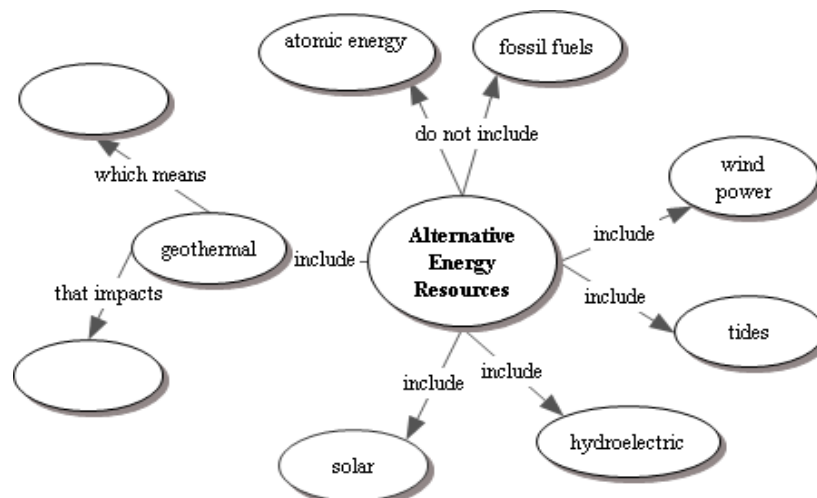 atomic energy
fossil fuels
do not include
which means
wind
power
geothermal
include
Alternative
Energy
Resources
include
that impacts
include
tides
include
include
hydroelectric
solar